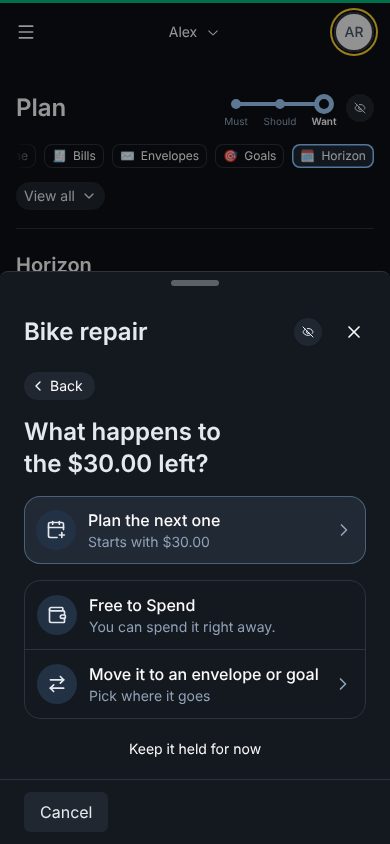 Alex
AR
Plan
Must Should Want
Bills Envelopes Goals Horizon
View all
Horizon
Bike repair
Back
What happens to
the $30.00 left?
Plan the next one
Starts with $30.00
Free to Spend
You can spend it right away.
Move it to an envelope or goal
Pick where it goes
Keep it held for now
Cancel